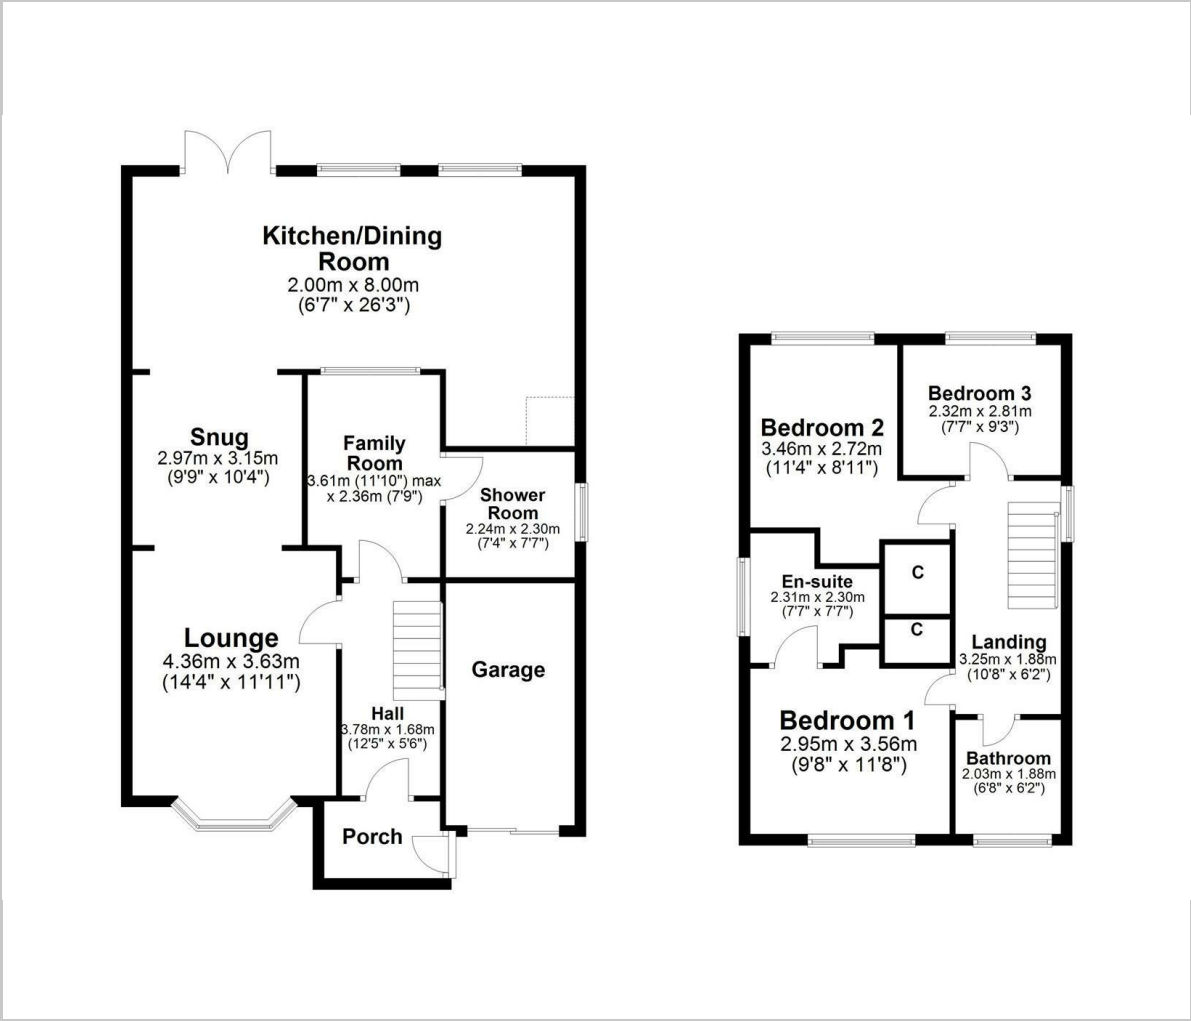 Kitchen/Dining
Room
2.00m x 8.00m
(6'7" x 26'3")
Snug
2.97m x 3.15m
(9'9" x 10'4")
Family
Room
3.61m (11'10") max
x 2.36m (7'9")
Shower
Room
2.24m x 2.30m
(7'4" x 7'7")
Lounge
4.36m x 3.63m
(14'4" x 11'11")
Hall
3.78m x 1.68m
(12'5" x 5'6")
Garage
Porch
Bedroom 2
3.46m x 2.72m
(11'4" x 8'11")
Bedroom 3
2.32m x 2.81m
(7'7" x 9'3")
En-suite
2.31m x 2.30m
(7'7" x 7'7")
C
C
Landing
3.25m x 1.88m
(10'8" x 6'2")
Bedroom 1
2.95m x 3.56m
(9'8" x 11'8")
Bathroom
2.03m x 1.88m
(6'8" x 6'2")